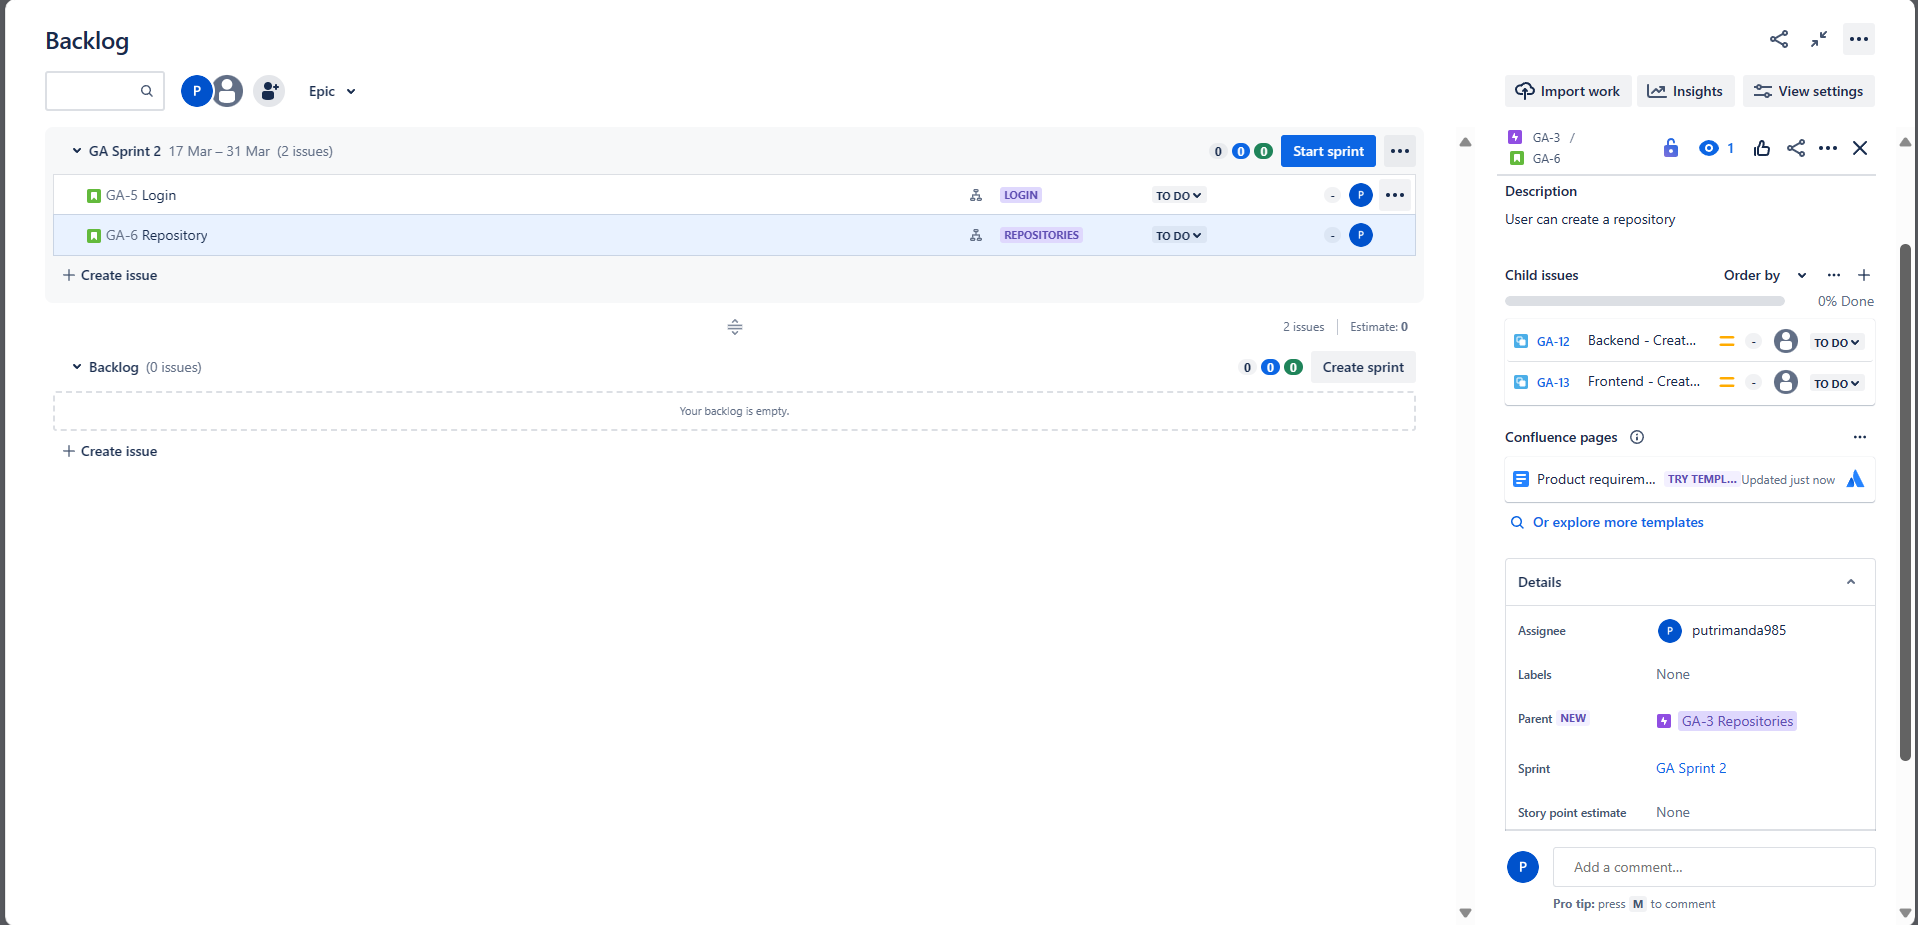 Backlog
P
Epic
Import work
Insights
View settings
GA Sprint 2 17 Mar – 31 Mar (2 issues)
0 0 0 Start sprint
GA-5 Login LOGIN TO DO - P
GA-6 Repository REPOSITORIES TO DO - P
+ Create issue
2 issues Estimate: 0
Backlog (0 issues)
0 0 0 Create sprint
Your backlog is empty.
+ Create issue
GA-3 /
GA-6
1
Description
User can create a repository
Child issues Order by
0% Done
GA-12 Backend - Creat... - TO DO
GA-13 Frontend - Creat... - TO DO
Confluence pages
Product requirem... TRY TEMPL... Updated just now
Or explore more templates
Details
Assignee P putrimanda985
Labels None
Parent NEW GA-3 Repositories
Sprint GA Sprint 2
Story point estimate None
P Add a comment...
Pro tip: press M to comment